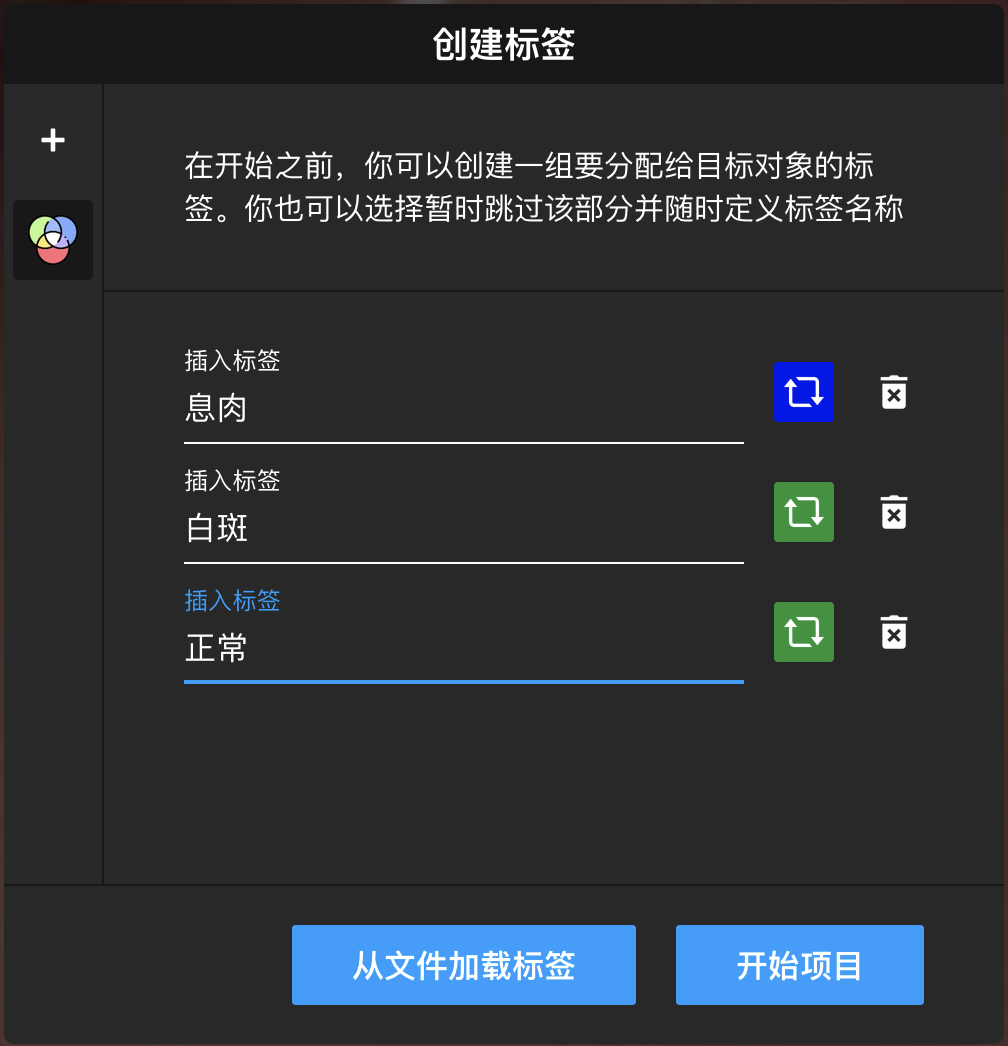 创建标签
在开始之前，你可以创建一组要分配给目标对象的标
签。你也可以选择暂时跳过该部分并随时定义标签名称
插入标签
息肉
插入标签
白斑
插入标签
正常
从文件加载标签
开始项目